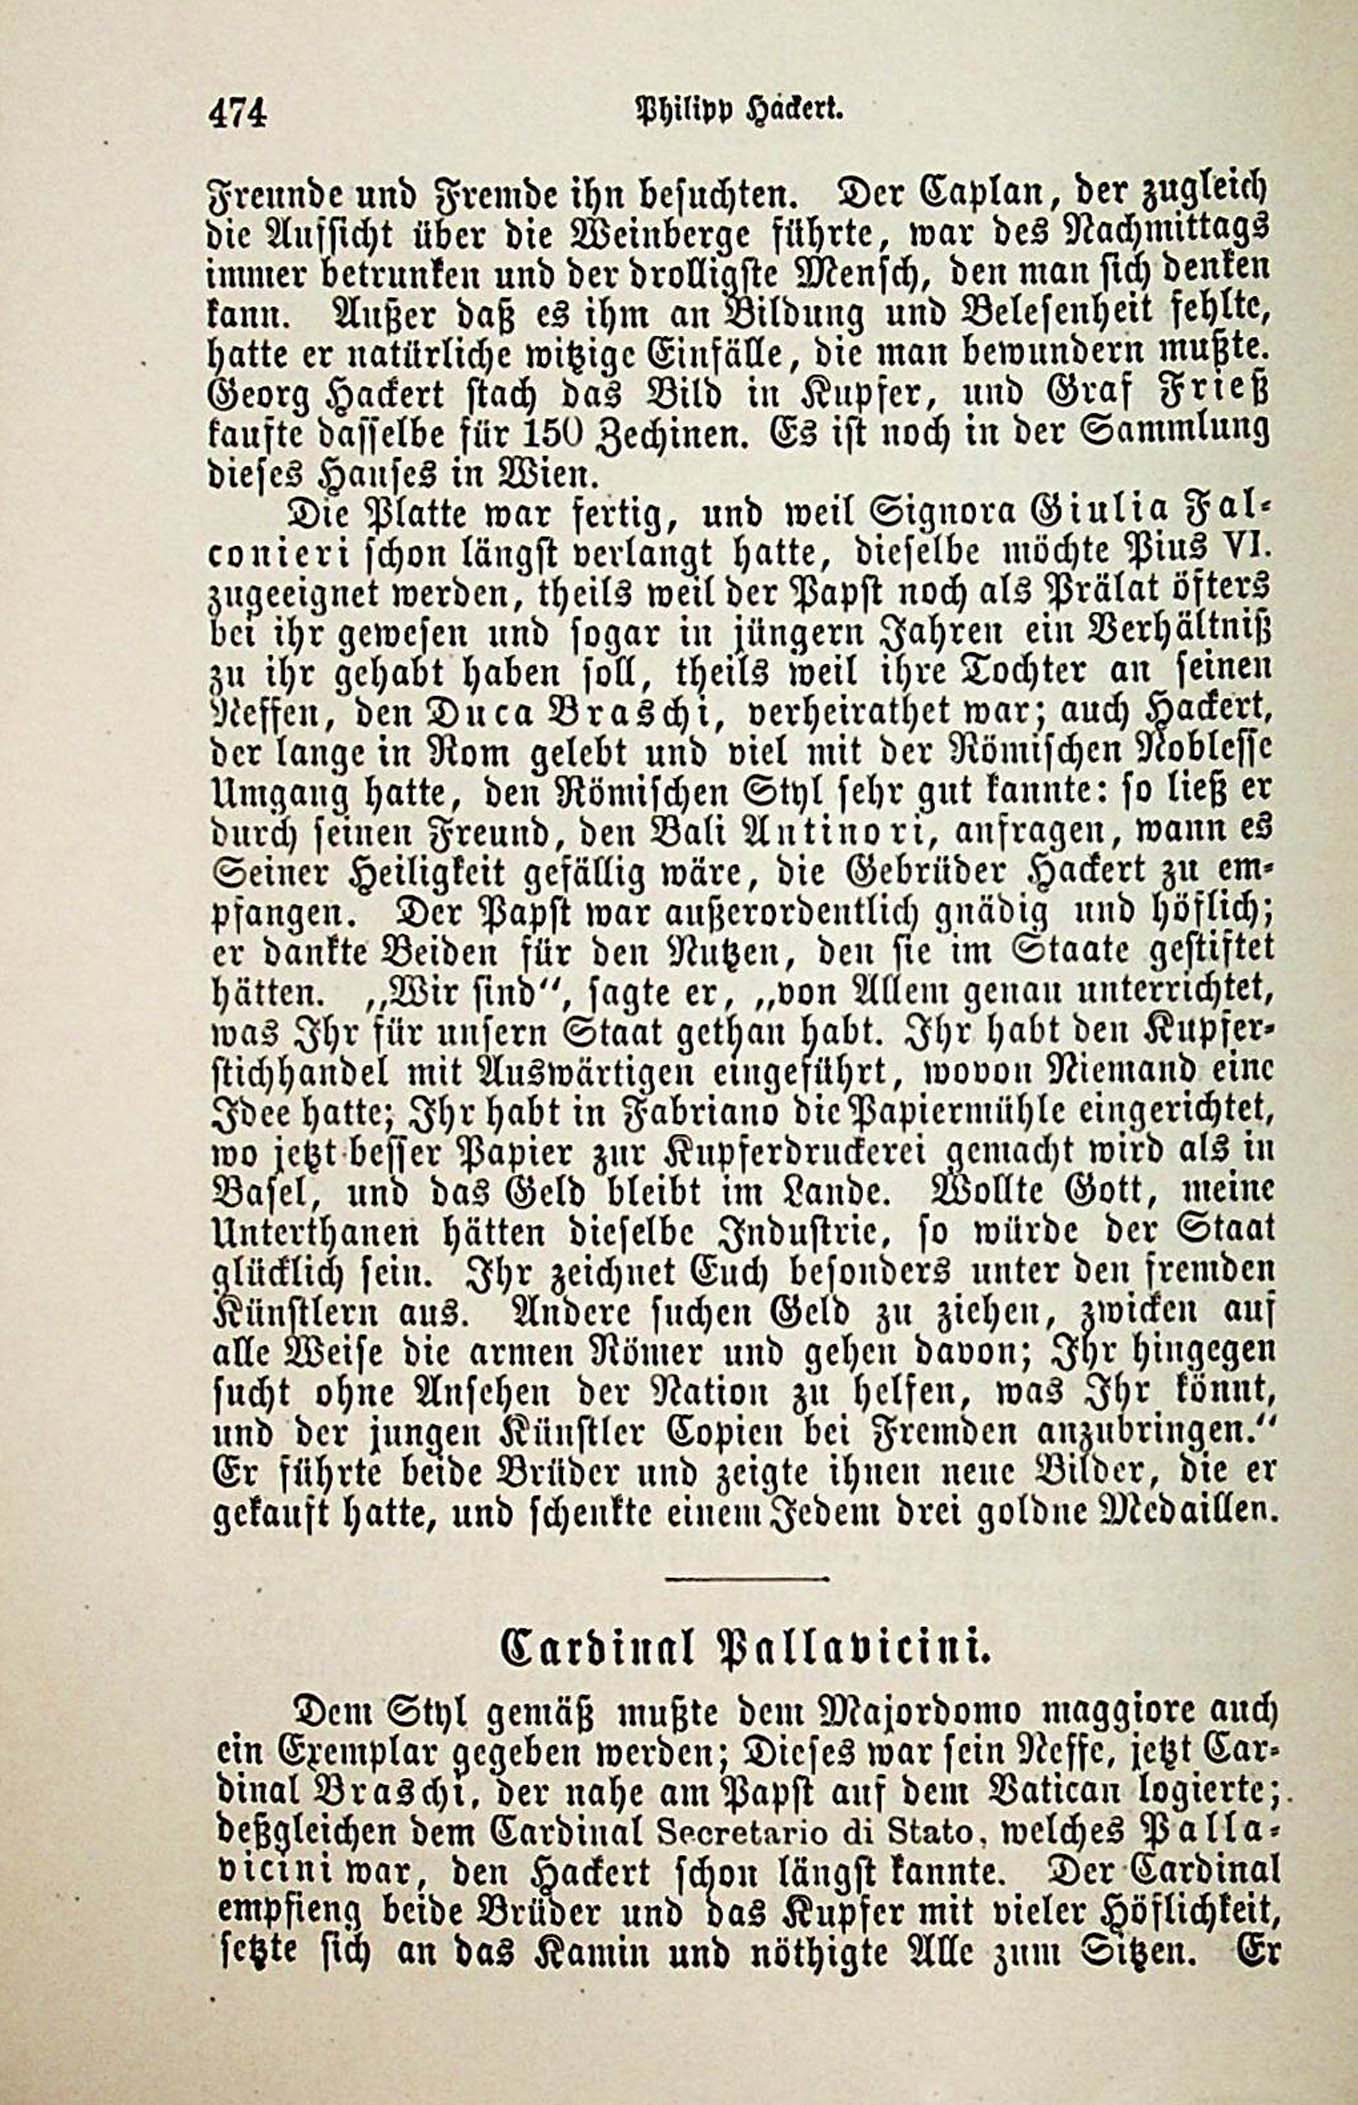 474 Philipp Hackert.
Freunde und Fremde ihn besuchten. Der Caplan, der zugleich
die Aufsicht über die Weinberge führte, war des Nachmittags
immer betrunken und der drolligste Mensch, den man sich denken
kann. Außer daß es ihm an Bildung und Belesenheit fehlte,
hatte er natürliche witzige Einfälle, die man bewundern mußte.
Georg Hackert stach das Bild in Kupfer, und Graf Frieß
kaufte dasselbe für 150 Zechinen. Es ist noch in der Sammlung
dieses Hauses in Wien.
Die Platte war fertig, und weil Signora Giulia Fal-
conieri schon längst verlangt hatte, dieselbe möchte Pius VI.
zugeeignet werden, theils weil der Papst noch als Prälat öfters
bei ihr gewesen und sogar in jüngern Jahren ein Verhältniß
zu ihr gehabt haben soll, theils weil ihre Tochter an seinen
Neffen, den Duca Braschi, verheirathet war; auch Hackert,
der lange in Rom gelebt und viel mit der Römischen Noblesse
Umgang hatte, den Römischen Styl sehr gut kannte: so ließ er
durch seinen Freund, den Bali Antinori, anfragen, wann es
Seiner Heiligkeit gefällig wäre, die Gebrüder Hackert zu em-
pfangen. Der Papst war außerordentlich gnädig und höflich;
er dankte Beiden für den Nutzen, den sie im Staate gestiftet
hätten. „Wir sind“, sagte er, „von Allem genau unterrichtet,
was Ihr für unsern Staat gethan habt. Ihr habt den Kupfer-
stichhandel mit Auswärtigen eingeführt, wovon Niemand eine
Idee hatte; Ihr habt in Fabriano die Papiermühle eingerichtet,
wo jetzt besser Papier zur Kupferdruckerei gemacht wird als in
Basel, und das Geld bleibt im Lande. Wollte Gott, meine
Unterthanen hätten dieselbe Industrie, so würde der Staat
glücklich sein. Ihr zeichnet Euch besonders unter den fremden
Künstlern aus. Andere suchen Geld zu ziehen, zwicken auf
alle Weise die armen Römer und gehen davon; Ihr hingegen
sucht ohne Ansehen der Nation zu helfen, was Ihr könnt,
und der jungen Künstler Copien bei Fremden anzubringen.“
Er führte beide Brüder und zeigte ihnen neue Bilder, die er
gekauft hatte, und schenkte einem Jedem drei goldne Medaillen.
Cardinal Pallavicini.
Dem Styl gemäß mußte dem Majordomo maggiore auch
ein Exemplar gegeben werden; Dieses war sein Neffe, jetzt Car-
dinal Braschi, der nahe am Papst auf dem Vatican logierte;
deßgleichen dem Cardinal Secretario di Stato, welches Palla-
vicini war, den Hackert schon längst kannte. Der Cardinal
empfieng beide Brüder und das Kupfer mit vieler Höflichkeit,
setzte sich an das Kamin und nöthigte Alle zum Sitzen. Er